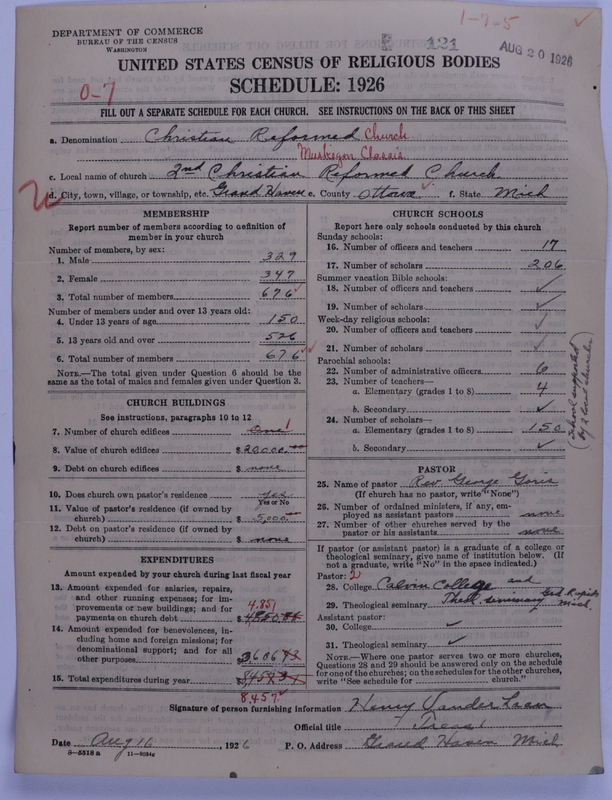 1-7-5
DEPARTMENT OF COMMERCE
BUREAU OF THE CENSUS
WASHINGTON
121
AUG 20 1926
UNITED STATES CENSUS OF RELIGIOUS BODIES
SCHEDULE: 1926
0-7
FILL OUT A SEPARATE SCHEDULE FOR EACH CHURCH. SEE INSTRUCTIONS ON THE BACK OF THIS SHEET
a. Denomination Christian Reformed Church
Muskegon Classis
c. Local name of church 2nd Christian Reformed Church
d. City, town, village, or township, etc. Grand Haven e. County Ottawa f. State Mich
MEMBERSHIP
Report number of members according to definition of
member in your church
Number of members, by sex:
1. Male 329
2. Female 347
3. Total number of members 676
Number of members under and over 13 years old:
4. Under 13 years of age 150
5. 13 years old and over 526
6. Total number of members 676
NOTE.—The total given under Question 6 should be
same as the total of males and females given under Question 3.
CHURCH BUILDINGS
See instructions, paragraphs 10 to 12
7. Number of church edifices One 1
8. Value of church edifices $20000.00
9. Debt on church edifices $ none
10. Does church own pastor's residence yes
Yes or No
11. Value of pastor's residence (if owned by
church) $ 5000.00
12. Debt on pastor's residence (if owned by
church) $ none
EXPENDITURES
Amount expended by your church during last fiscal year
13. Amount expended for salaries, repairs,
and other running expenses; for im-
provements or new buildings; and for
payments on church debt 4,851 $4850
14. Amount expended for benevolences, in-
cluding home and foreign missions; for
denominational support; and for all
other purposes $3606
15. Total expenditures during year $8457
8,457
CHURCH SCHOOLS
Report here only schools conducted by this church
Sunday schools:
16. Number of officers and teachers 17
17. Number of scholars 206
Summer vacation Bible schools:
18. Number of officers and teachers ✓
19. Number of scholars ✓
Week-day religious schools:
20. Number of officers and teachers ✓
21. Number of scholars ✓
Parochial schools:
22. Number of administrative officers 6
23. Number of teachers—
a. Elementary (grades 1 to 8) 4
b. Secondary ✓
24. Number of scholars—
a. Elementary (grades 1 to 8) 150
b. Secondary ✓
(School supported
by 2 local churches)
PASTOR
25. Name of pastor Rev George Goris
(If church has no pastor, write "None")
26. Number of ordained ministers, if any, em-
ployed as assistant pastors none
27. Number of other churches served by the
pastor or his assistants none
If pastor (or assistant pastor) is a graduate of a college or
theological seminary, give name of institution below. (If
not a graduate, write "No" in the space indicated.)
Pastor: 2
28. College Calvin College and
29. Theological seminary Theol. seminary Grd Rapids Mich.
Assistant pastor:
30. College ✓
31. Theological seminary ✓
NOTE.—Where one pastor serves two or more churches,
Questions 28 and 29 should be answered only on the schedule
for one of the churches; on the schedules for the other churches,
write "See schedule for church."
Signature of person furnishing information Henry Vander Laan
Official title Treas
Date Aug 16, 1926 P. O. Address Grand Haven Mich
8—5518 a 11—9204g